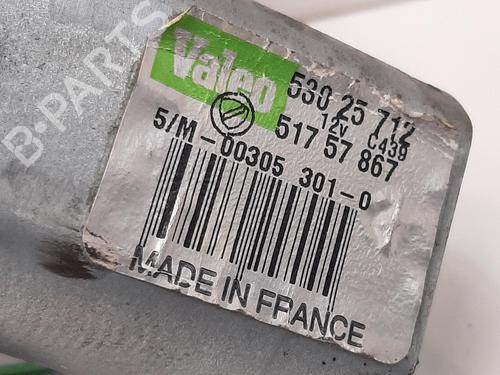 Valeo
530 25 712
12v C439
517 57 867
5/M-00305 301-0
MADE IN FRANCE
B-PARTS